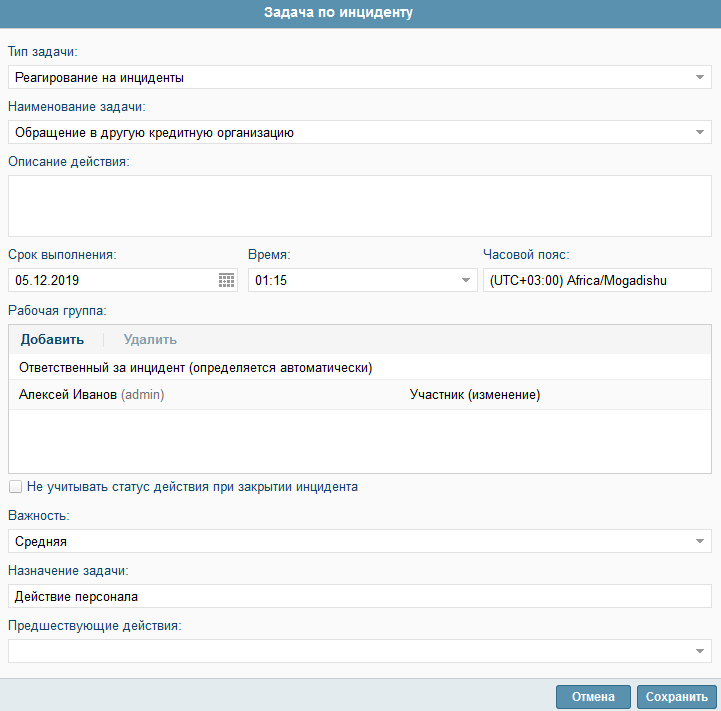 Задача по инциденту
Тип задачи:
Реагирование на инциденты
Наименование задачи:
Обращение в другую кредитную организацию
Описание действия:
Срок выполнения: Время: Часовой пояс:
05.12.2019 01:15 (UTC+03:00) Africa/Mogadishu
Рабочая группа:
Добавить Удалить
Ответственный за инцидент (определяется автоматически)
Алексей Иванов (admin) Участник (изменение)
Не учитывать статус действия при закрытии инцидента
Важность:
Средняя
Назначение задачи:
Действие персонала
Предшествующие действия:
Отмена Сохранить